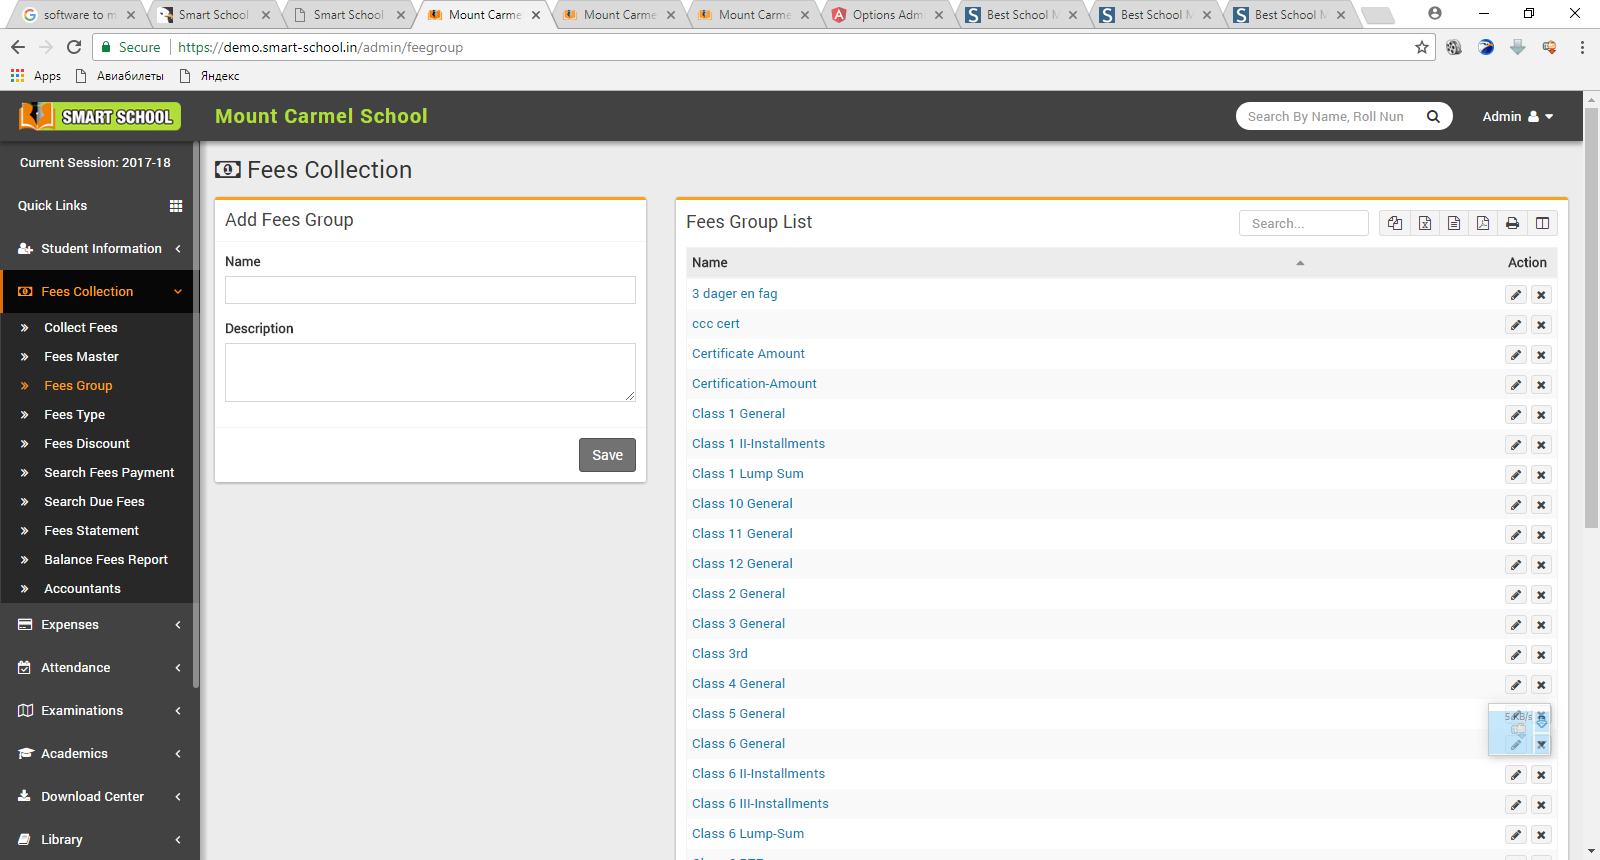 software to m
Smart School
Smart School
Mount Carme
Mount Carme
Mount Carme
Options Adm
Best School M
Best School M
Best School M
Secure
https://demo.smart-school.in/admin/feegroup
Apps
Авиабилеты
Яндекс
SMART SCHOOL
Mount Carmel School
Search By Name, Roll Nun
Admin
Current Session: 2017-18
Quick Links
Student Information
Fees Collection
Collect Fees
Fees Master
Fees Group
Fees Type
Fees Discount
Search Fees Payment
Search Due Fees
Fees Statement
Balance Fees Report
Accountants
Expenses
Attendance
Examinations
Academics
Download Center
Library
Fees Collection
Add Fees Group
Name
Description
Save
Fees Group List
Search...
Name Action
3 dager en fag
ccc cert
Certificate Amount
Certification-Amount
Class 1 General
Class 1 II-Installments
Class 1 Lump Sum
Class 10 General
Class 11 General
Class 12 General
Class 2 General
Class 3 General
Class 3rd
Class 4 General
Class 5 General
Class 6 General
Class 6 II-Installments
Class 6 III-Installments
Class 6 Lump-Sum